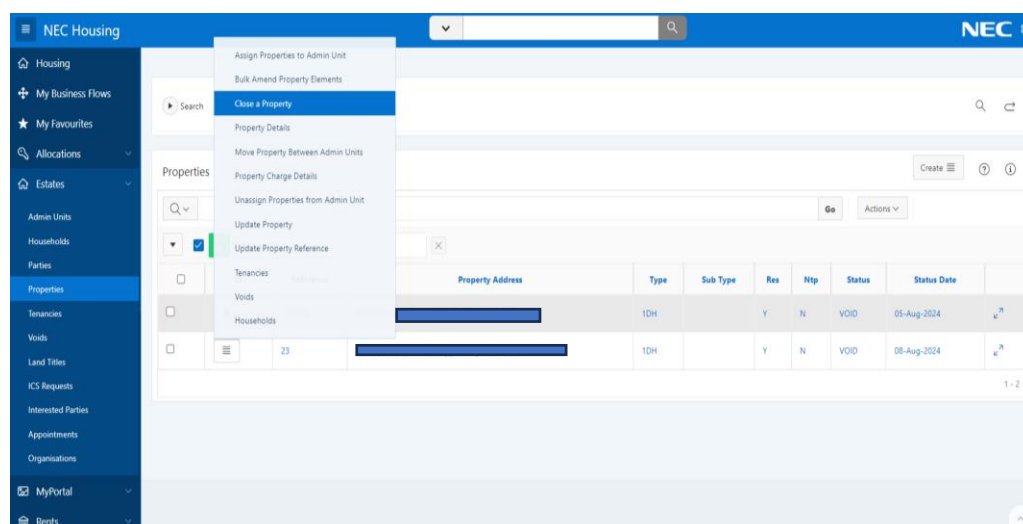 NEC Housing
NEC
Housing
My Business Flows
My Favourites
Allocations
Estates
Admin Units
Households
Parties
Properties
Tenancies
Voids
Land Titles
ICS Requests
Interested Parties
Appointments
Organisations
MyPortal
Rents
Assign Properties to Admin Unit
Bulk Amend Property Elements
Close a Property
Property Details
Move Property Between Admin Units
Property Charge Details
Unassign Properties from Admin Unit
Update Property
Update Property Reference
Tenancies
Voids
Households
Search
Properties
Create
Go
Actions
Property Address Type Sub Type Res Ntp Status Status Date
1DH Y N VOID 05-Aug-2024
23 1DH Y N VOID 08-Aug-2024
1 - 2